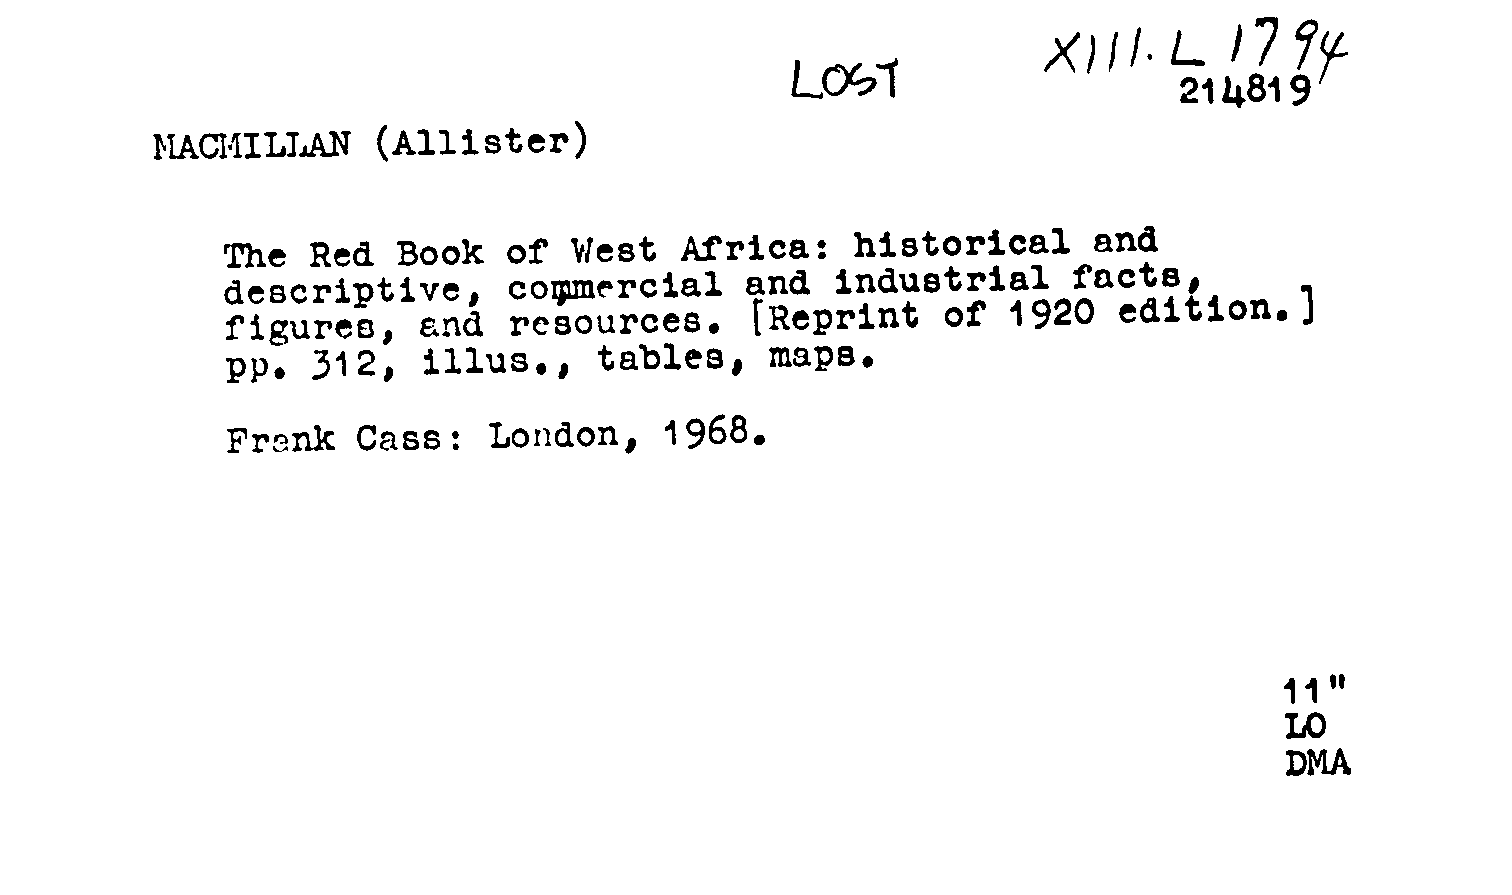 LOST
XIII. L 1794
214819
MACMILLAN (Allister)
The Red Book of West Africa: historical and
descriptive, commercial and industrial facts,
figures, and resources. [Reprint of 1920 edition.]
pp. 312, illus., tables, maps.
Frank Cass: London, 1968.
11"
LO
DMA